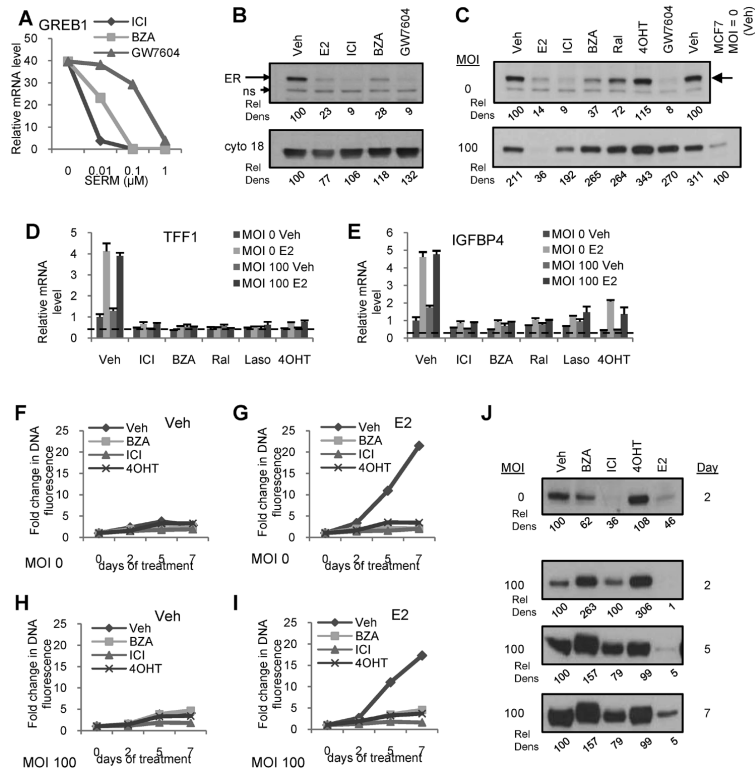 A
GREB1
ICI
BZA
GW7604
Relative mRNA level
50
40
30
20
10
0
0 0.01 0.1 1
SERM (µM)
B
Veh E2 ICI BZA GW7604
ER
ns
Rel Dens
100 23 9 28 9
cyto 18
Rel Dens
100 77 106 118 132
C
MOI
Veh E2 ICI BZA Ral 4OHT GW7604 Veh MCF7 MOI = 0 (Veh)
0
Rel Dens
100 14 9 37 72 115 8 100
100
Rel Dens
211 36 192 265 264 343 270 311 100
D
TFF1
MOI 0 Veh
MOI 0 E2
MOI 100 Veh
MOI 100 E2
Relative mRNA level
5
4
3
2
1
0
Veh ICI BZA Ral Laso 4OHT
E
IGFBP4
MOI 0 Veh
MOI 0 E2
MOI 100 Veh
MOI 100 E2
Relative mRNA level
6
5
4
3
2
1
0
Veh ICI BZA Ral Laso 4OHT
F
Veh
Veh
BZA
ICI
4OHT
Fold change in DNA fluorescence
25
20
15
10
5
0
0 2 5 7
days of treatment
MOI 0
G
E2
Veh
BZA
ICI
4OHT
Fold change in DNA fluorescence
25
20
15
10
5
0
0 2 5 7
days of treatment
MOI 0
H
Veh
Veh
BZA
ICI
4OHT
Fold change in DNA fluorescence
25
20
15
10
5
0
0 2 5 7
days of treatment
MOI 100
I
E2
Veh
BZA
ICI
4OHT
Fold change in DNA fluorescence
25
20
15
10
5
0
0 2 5 7
days of treatment
MOI 100
J
MOI
Veh BZA ICI 4OHT E2
Day
0
2
Rel Dens
100 62 36 108 46
100
2
Rel Dens
100 263 100 306 1
100
5
Rel Dens
100 157 79 99 5
100
7
Rel Dens
100 157 79 99 5